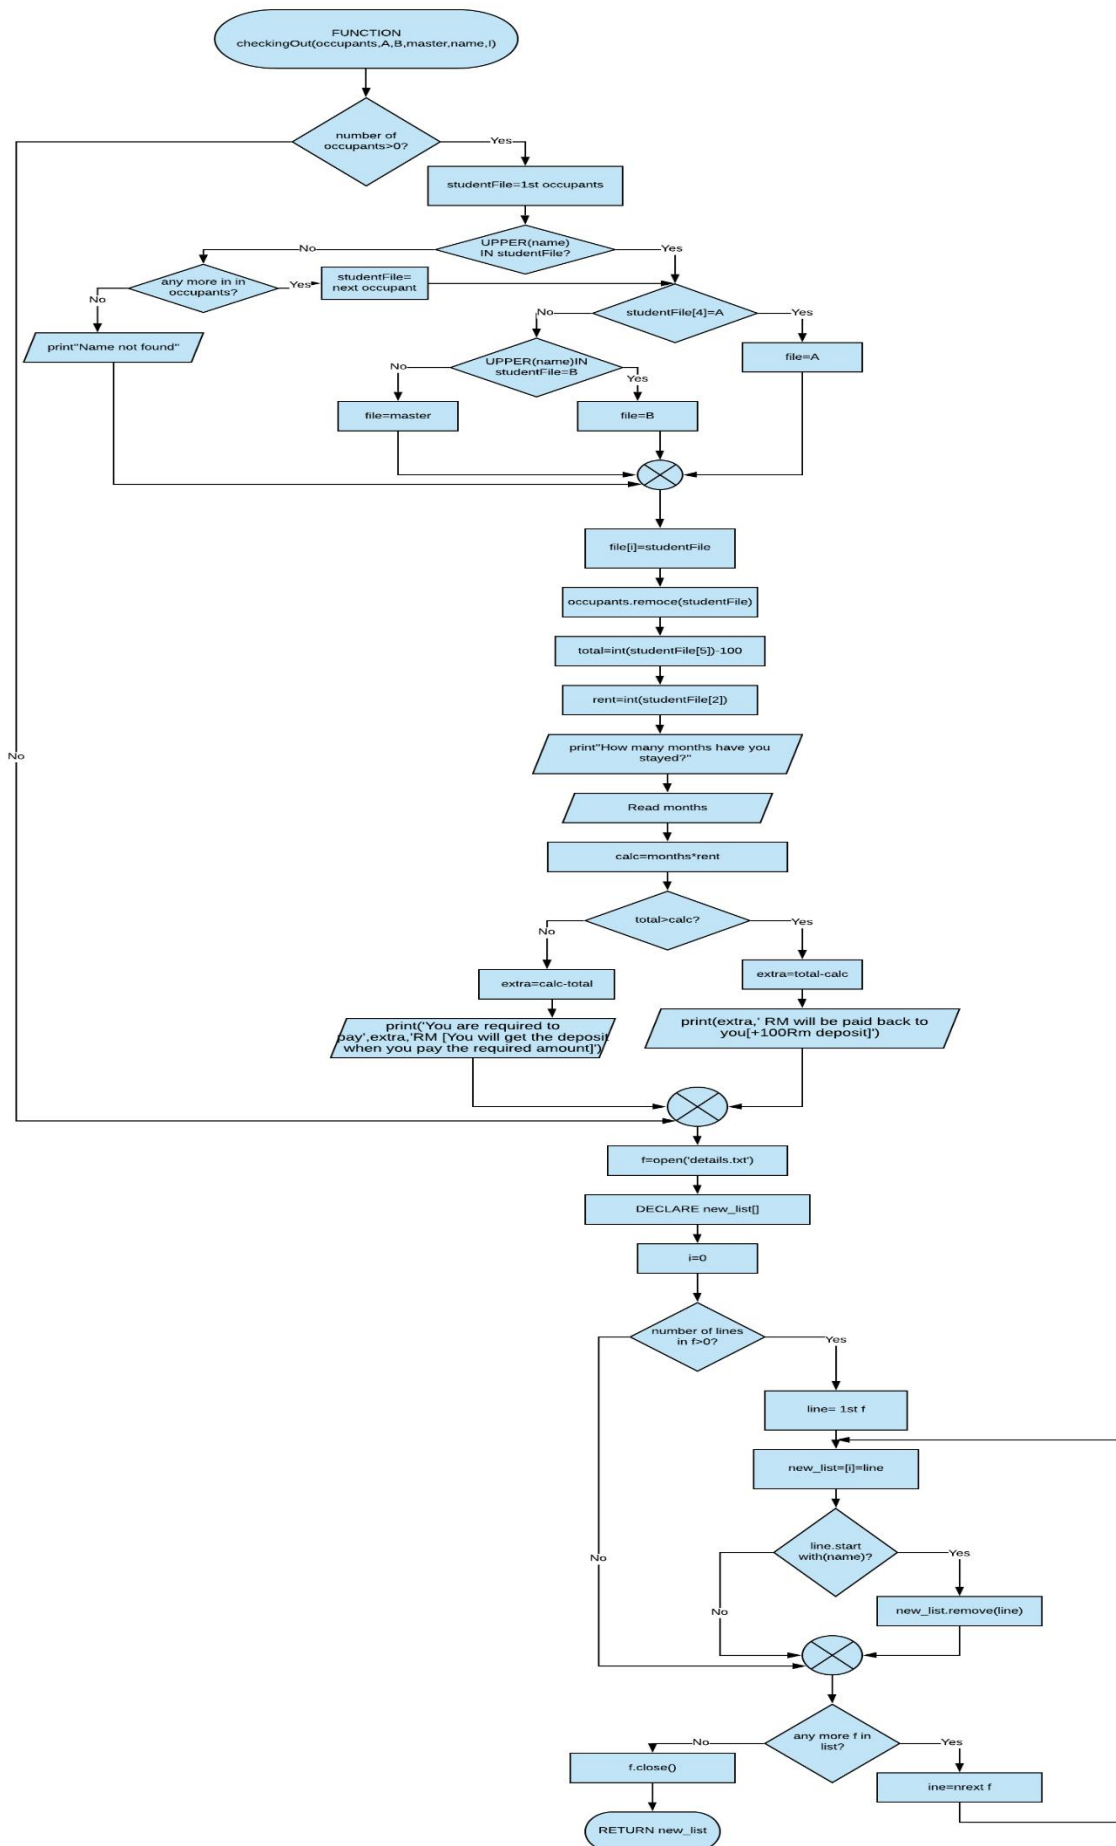 FUNCTION
checkingOut(occupants,A,B,master,name,I)
number of
occupants>0?
Yes
studentFile=1st occupants
UPPER(name)
IN studentFile?
No
Yes
any more in in
occupants?
Yes
studentFile=
next occupant
studentFile[4]=A
No
No
Yes
print"Name not found"
UPPER(name)IN
studentFile=B
file=A
No
Yes
file=master
file=B
file[i]=studentFile
occupants.remoce(studentFile)
total=int(studentFile[5])-100
rent=int(studentFile[2])
No
print"How many months have you
stayed?"
Read months
calc=months*rent
total>calc?
No
Yes
extra=calc-total
extra=total-calc
print('You are required to
pay',extra,'RM [You will get the deposit
when you pay the required amount]')
print(extra,' RM will be paid back to
you[+100Rm deposit]')
f=open('details.txt')
DECLARE new_list[]
i=0
number of lines
in f>0?
Yes
line= 1st f
new_list=[i]=line
line.start
with(name)?
No
Yes
No
new_list.remove(line)
any more f in
list?
No
Yes
f.close()
ine=nrext f
RETURN new_list